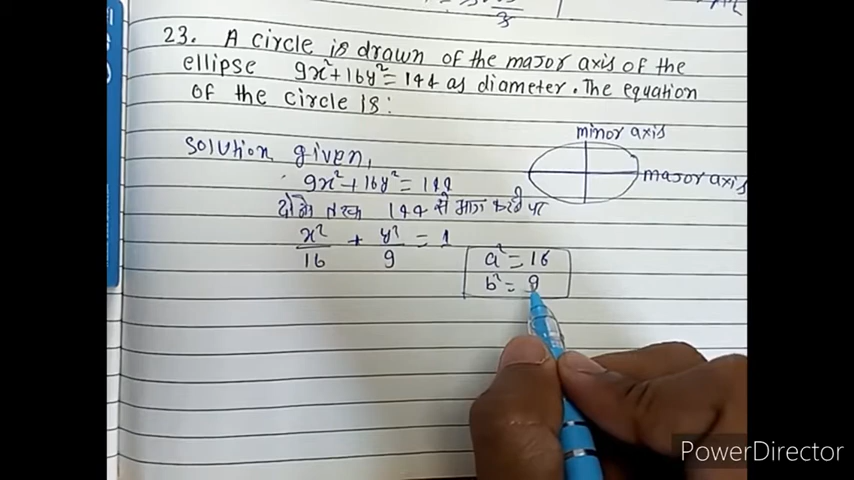 23. A circle is drawn of the major axis of the
ellipse 9x²+16y²=144 as diameter. The equation
of the circle is:
minor axis
major axis
Solution given,
9x²+16y²=144
दोनो तरफ 144 से भाग करने पर
x²/16 + y²/9 = 1
a²=16
b²=9
PowerDirector